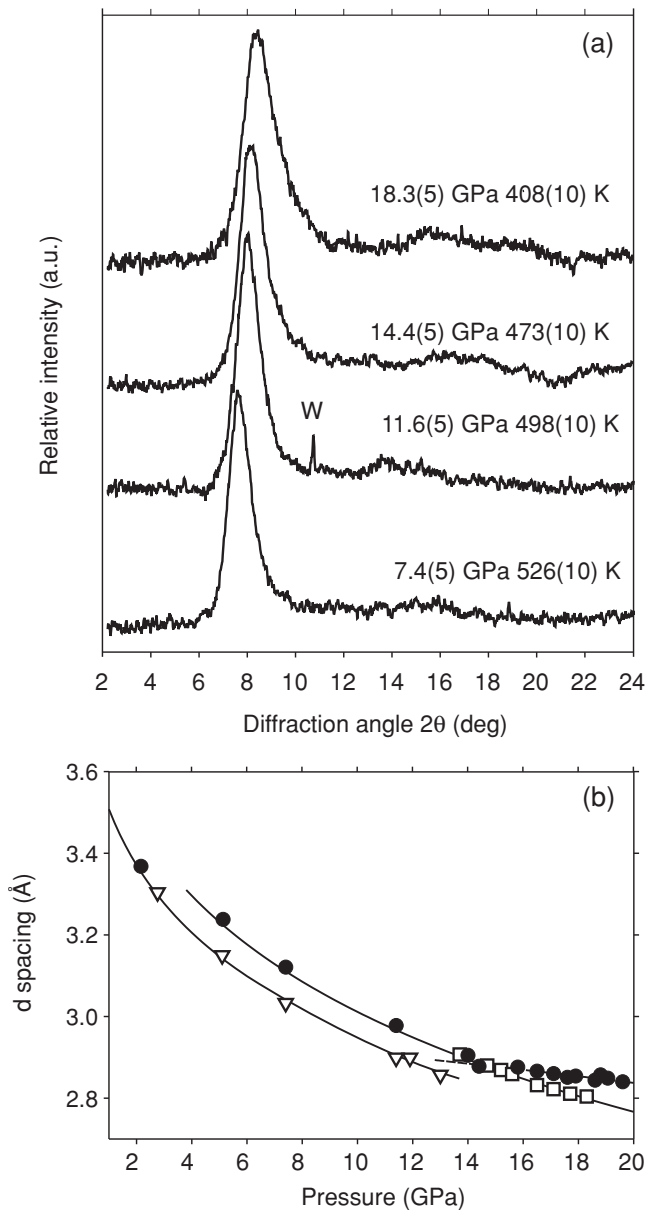 (a)
18.3(5) GPa 408(10) K
14.4(5) GPa 473(10) K
W
11.6(5) GPa 498(10) K
7.4(5) GPa 526(10) K
Relative intensity (a.u.)
2 4 6 8 10 12 14 16 18 20 22 24
Diffraction angle 2θ (deg)
(b)
3.6
3.4
3.2
3.0
2.8
d spacing (Å)
2 4 6 8 10 12 14 16 18 20
Pressure (GPa)